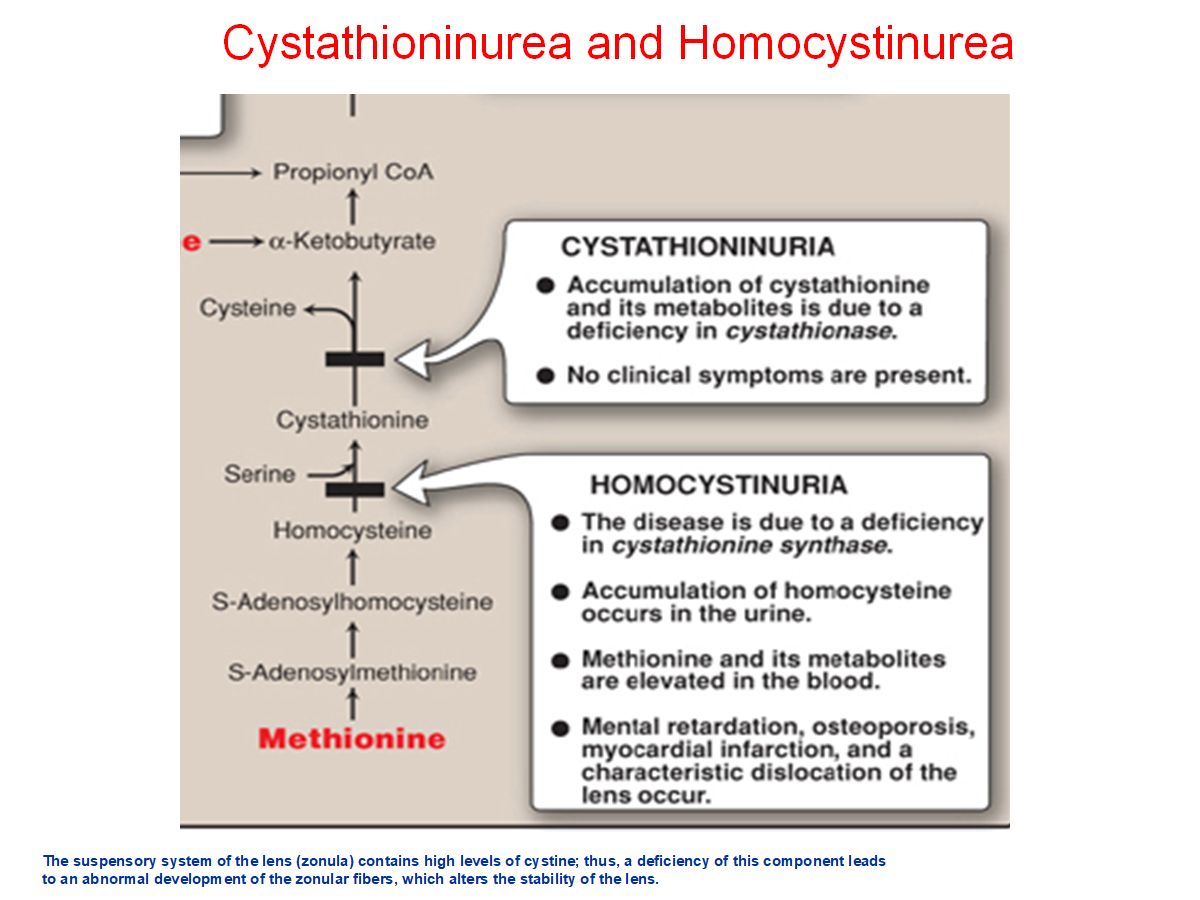 Cystathioninurea and Homocystinurea
Propionyl CoA
e
α-Ketobutyrate
Cysteine
Cystathionine
Serine
Homocysteine
S-Adenosylhomocysteine
S-Adenosylmethionine
Methionine
CYSTATHIONINURIA
● Accumulation of cystathionine
and its metabolites is due to a
deficiency in cystathionase.
● No clinical symptoms are present.
HOMOCYSTINURIA
● The disease is due to a deficiency
in cystathionine synthase.
● Accumulation of homocysteine
occurs in the urine.
● Methionine and its metabolites
are elevated in the blood.
● Mental retardation, osteoporosis,
myocardial infarction, and a
characteristic dislocation of the
lens occur.
The suspensory system of the lens (zonula) contains high levels of cystine; thus, a deficiency of this component leads
to an abnormal development of the zonular fibers, which alters the stability of the lens.